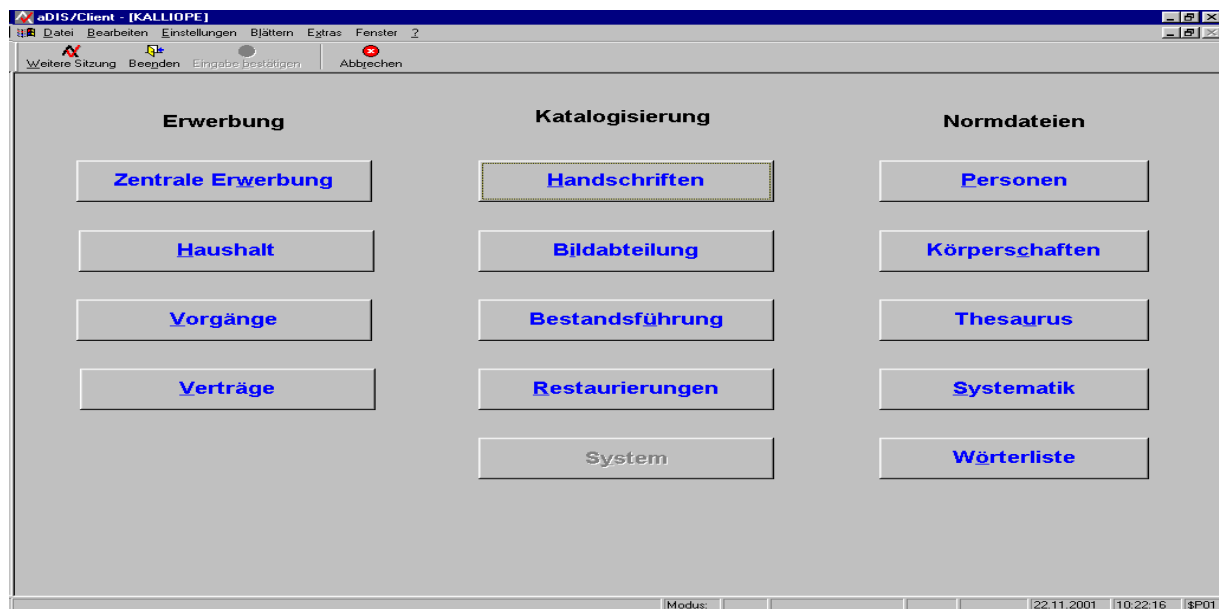 aDIS/Client - [KALLIOPE]
Datei Bearbeiten Einstellungen Blättern Extras Fenster ?
Weitere Sitzung Beenden Eingabe bestätigen Abbrechen
Erwerbung Katalogisierung Normdateien
Zentrale Erwerbung Handschriften Personen
Haushalt Bildabteilung Körperschaften
Vorgänge Bestandsführung Thesaurus
Verträge Restaurierungen Systematik
System Wörterliste
Modus: 22.11.2001 10:22:16 $P01